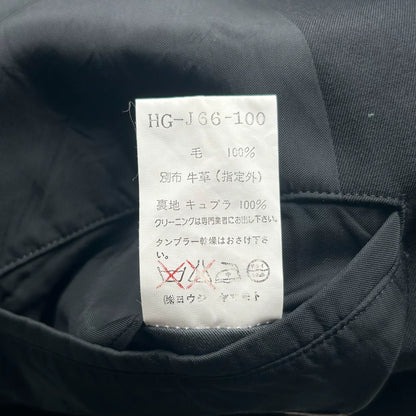 HG-J66-100
毛 100%
別布 牛革 (指定外)
裏地 キュプラ 100%
クリーニングは専門業者にお出し下さい。
タンブラー乾燥はおさけ下さ
い。
㈱ヨウジ ヤマモト